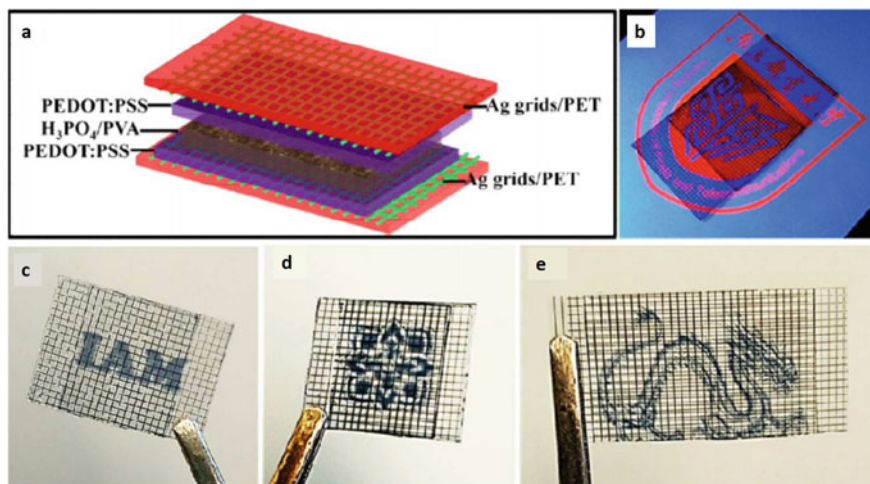 a
PEDOT:PSS
H₃PO₄/PVA
PEDOT:PSS
Ag grids/PET
Ag grids/PET
b
c
IAM
d
e